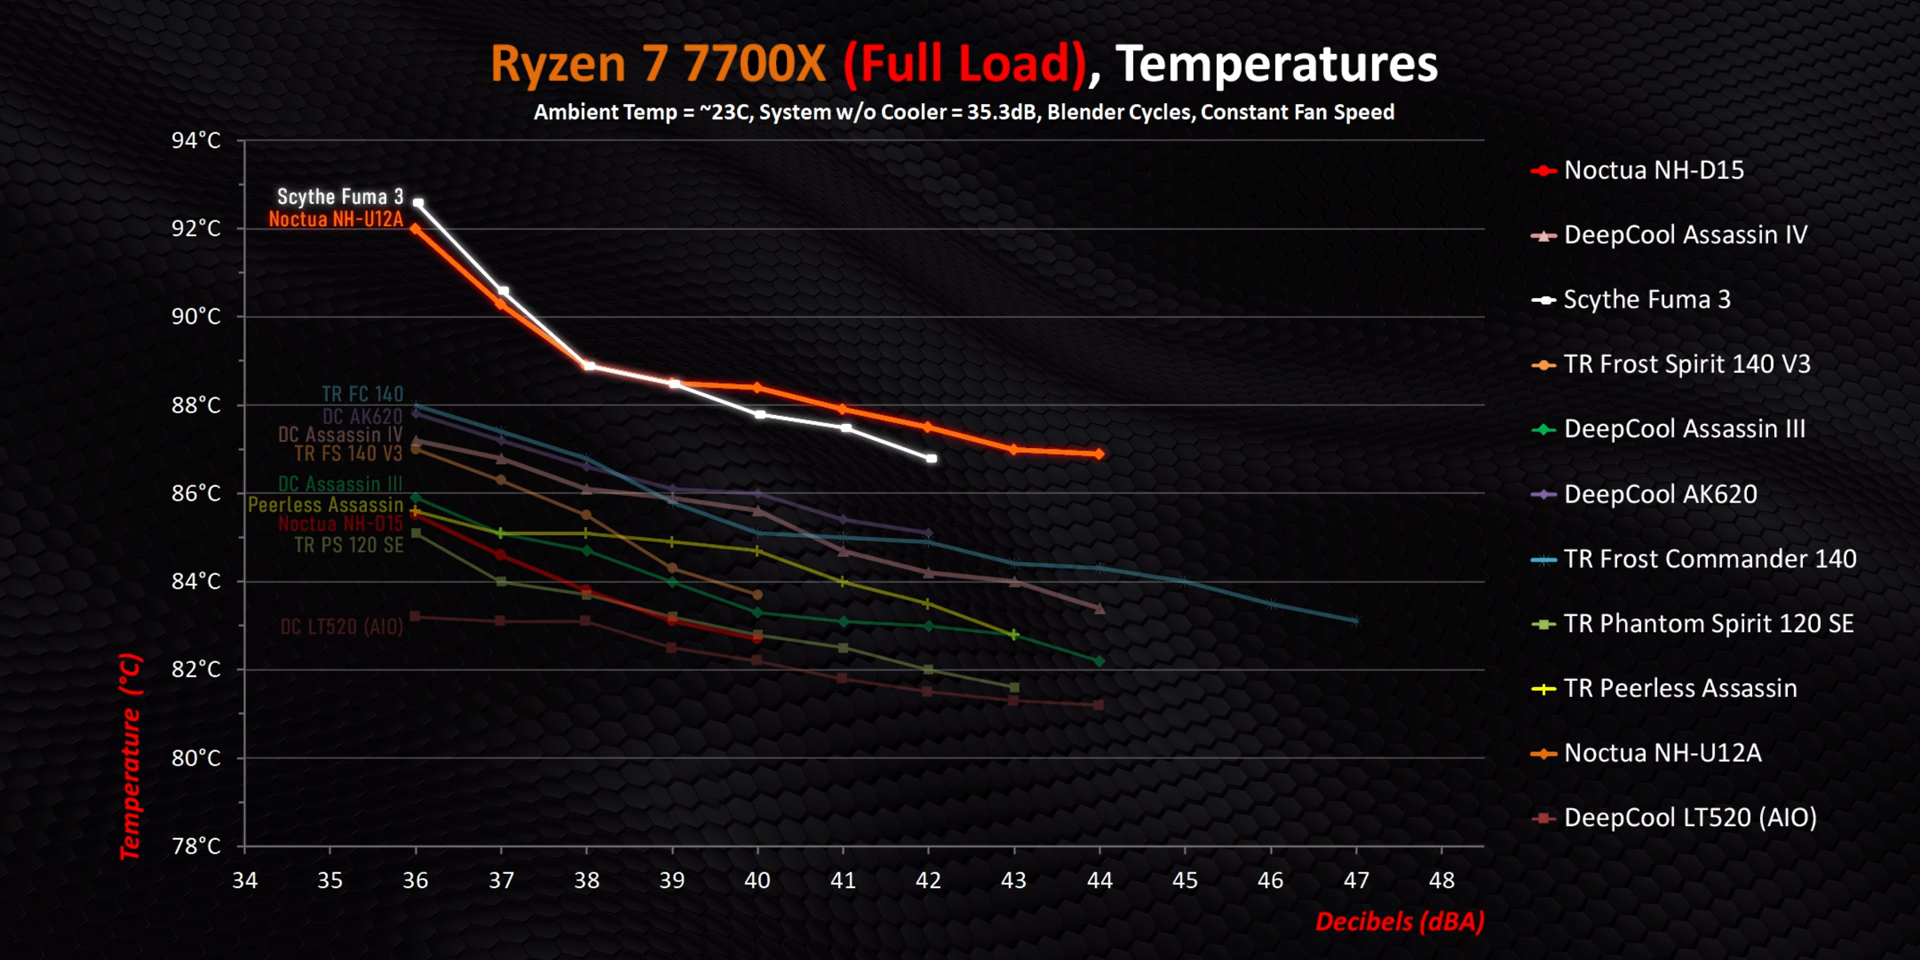 Ryzen 7 7700X (Full Load), Temperatures
Ambient Temp = ~23C, System w/o Cooler = 35.3dB, Blender Cycles, Constant Fan Speed
94°C
92°C
90°C
88°C
86°C
84°C
82°C
80°C
78°C
Temperature (°C)
Scythe Fuma 3
Noctua NH-U12A
TR FC 140
DC AK620
DC Assassin IV
TR FS 140 V3
DC Assassin III
Peerless Assassin
Noctua NH-D15
TR PS 120 SE
DC LT520 (AIO)
34 35 36 37 38 39 40 41 42 43 44 45 46 47 48
Decibels (dBA)
Noctua NH-D15
DeepCool Assassin IV
Scythe Fuma 3
TR Frost Spirit 140 V3
DeepCool Assassin III
DeepCool AK620
TR Frost Commander 140
TR Phantom Spirit 120 SE
TR Peerless Assassin
Noctua NH-U12A
DeepCool LT520 (AIO)